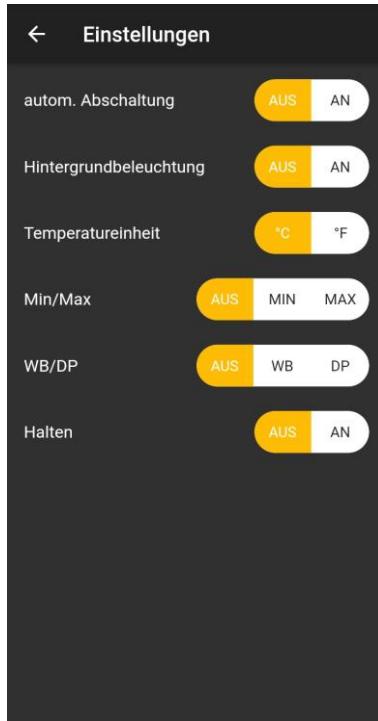 Einstellungen
autom. Abschaltung AUS AN
Hintergrundbeleuchtung AUS AN
Temperatureinheit °C °F
Min/Max AUS MIN MAX
WB/DP AUS WB DP
Halten AUS AN